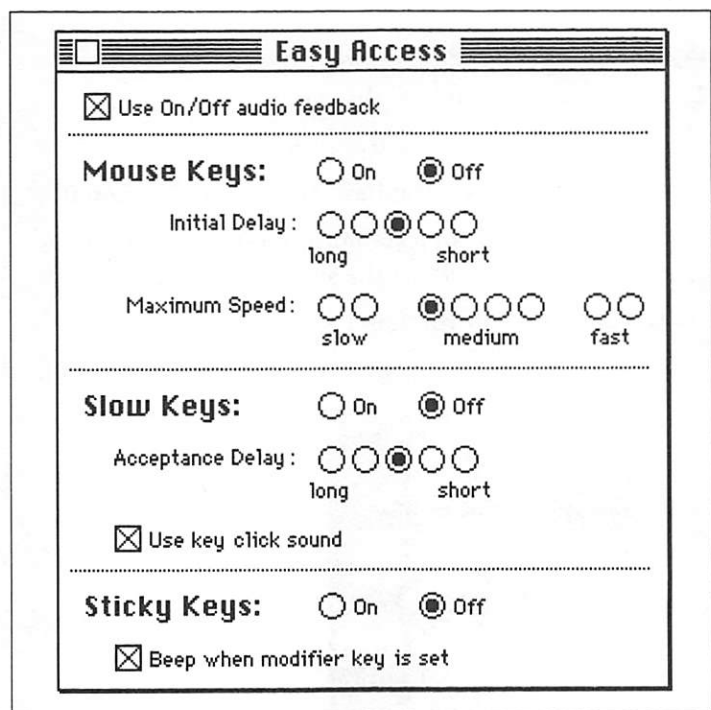 Easy Access
Use On/Off audio feedback
Mouse Keys: On Off
Initial Delay:
long short
Maximum Speed:
slow medium fast
Slow Keys: On Off
Acceptance Delay:
long short
Use key click sound
Sticky Keys: On Off
Beep when modifier key is set